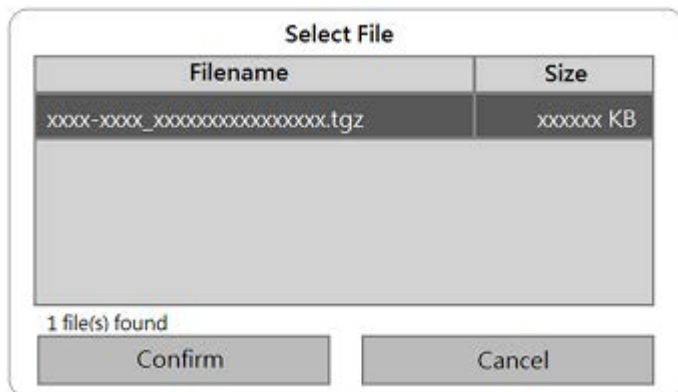 Select File
Filename Size
xxxx-xxxx_xxxxxxxxxxxxxxxx.tgz xxxxxx KB
1 file(s) found
Confirm Cancel